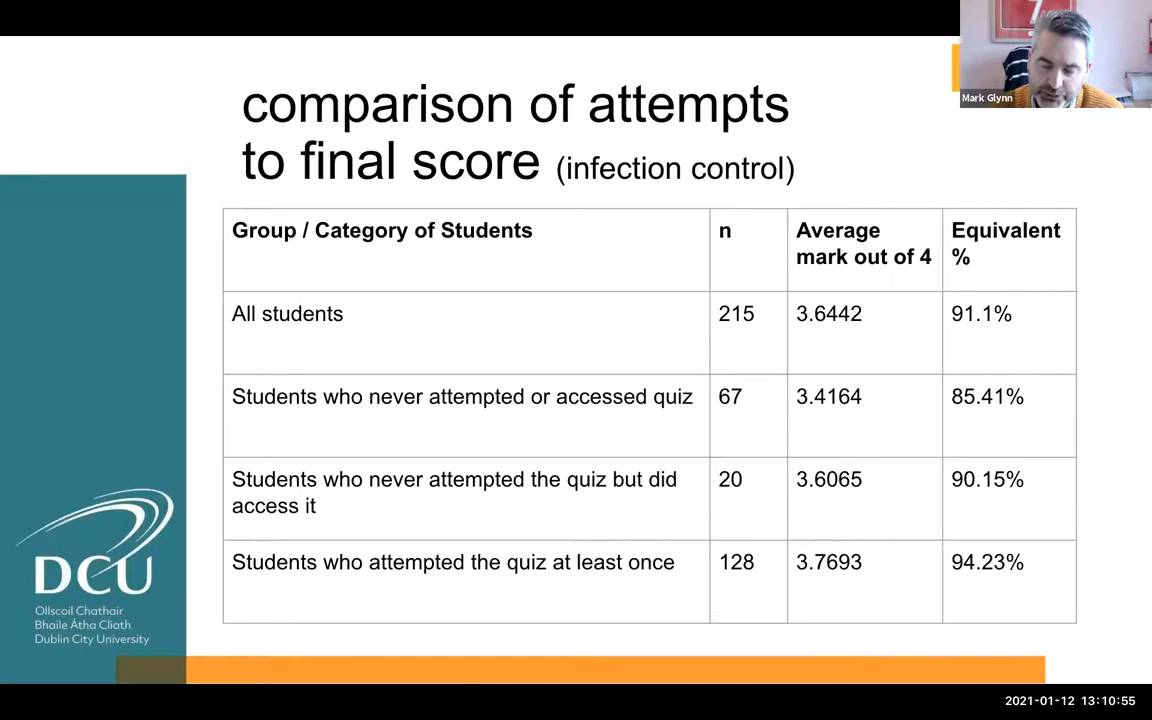 7
Mark Glynn
comparison of attempts
to final score (infection control)
Group / Category of Students n Average mark out of 4 Equivalent %
All students 215 3.6442 91.1%
Students who never attempted or accessed quiz 67 3.4164 85.41%
Students who never attempted the quiz but did access it 20 3.6065 90.15%
Students who attempted the quiz at least once 128 3.7693 94.23%
DCU
Ollscoil Chathair
Bhaile Átha Cliath
Dublin City University
2021-01-12 13:10:55